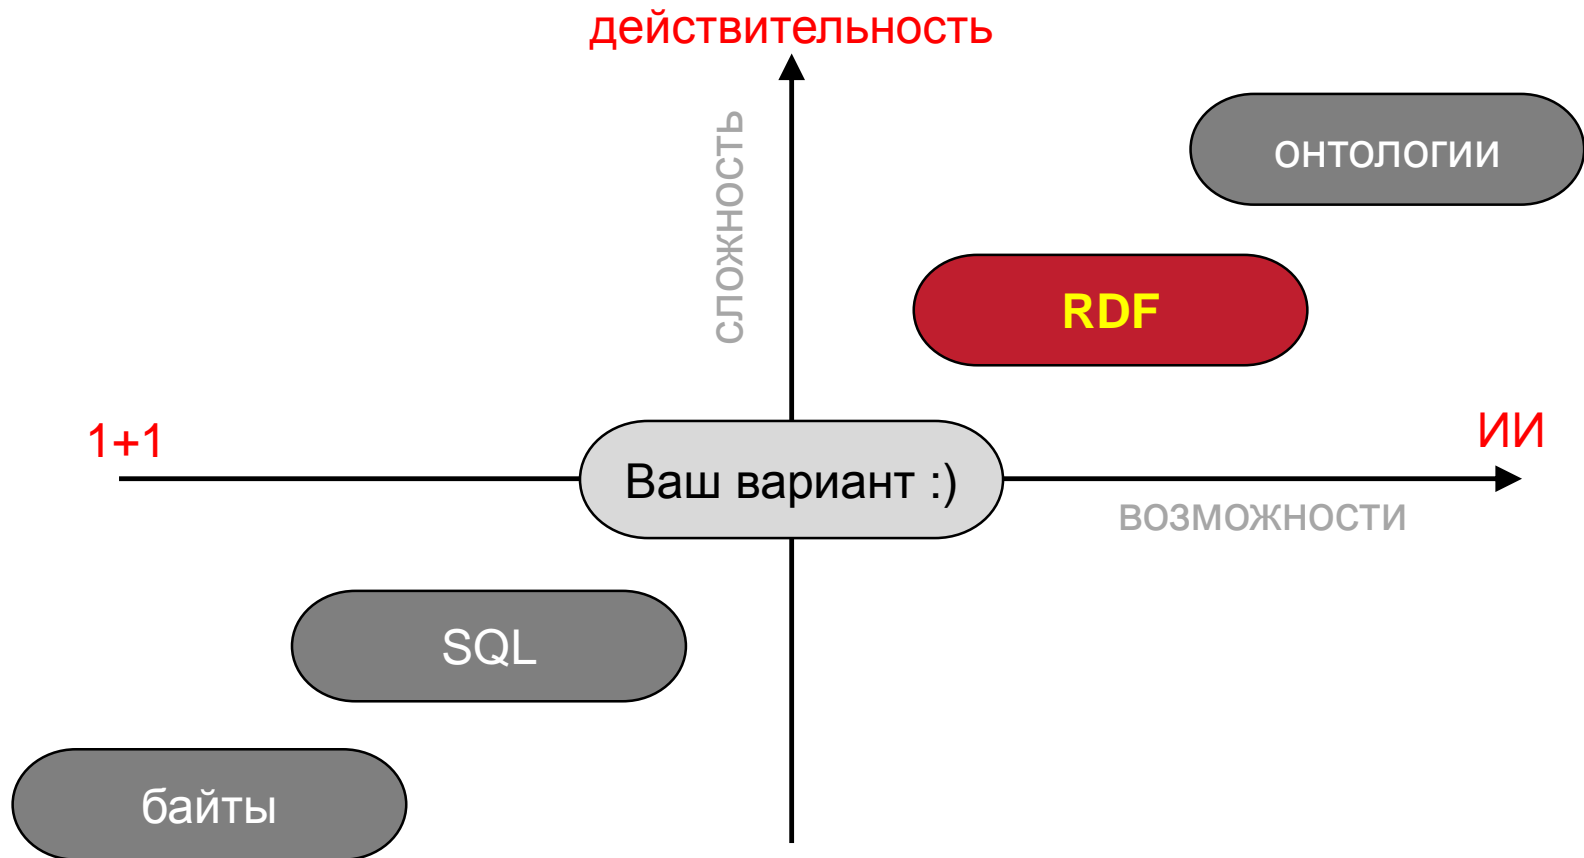 действительность
сложность
онтологии
RDF
1+1
ИИ
Ваш вариант :)
возможности
SQL
байты